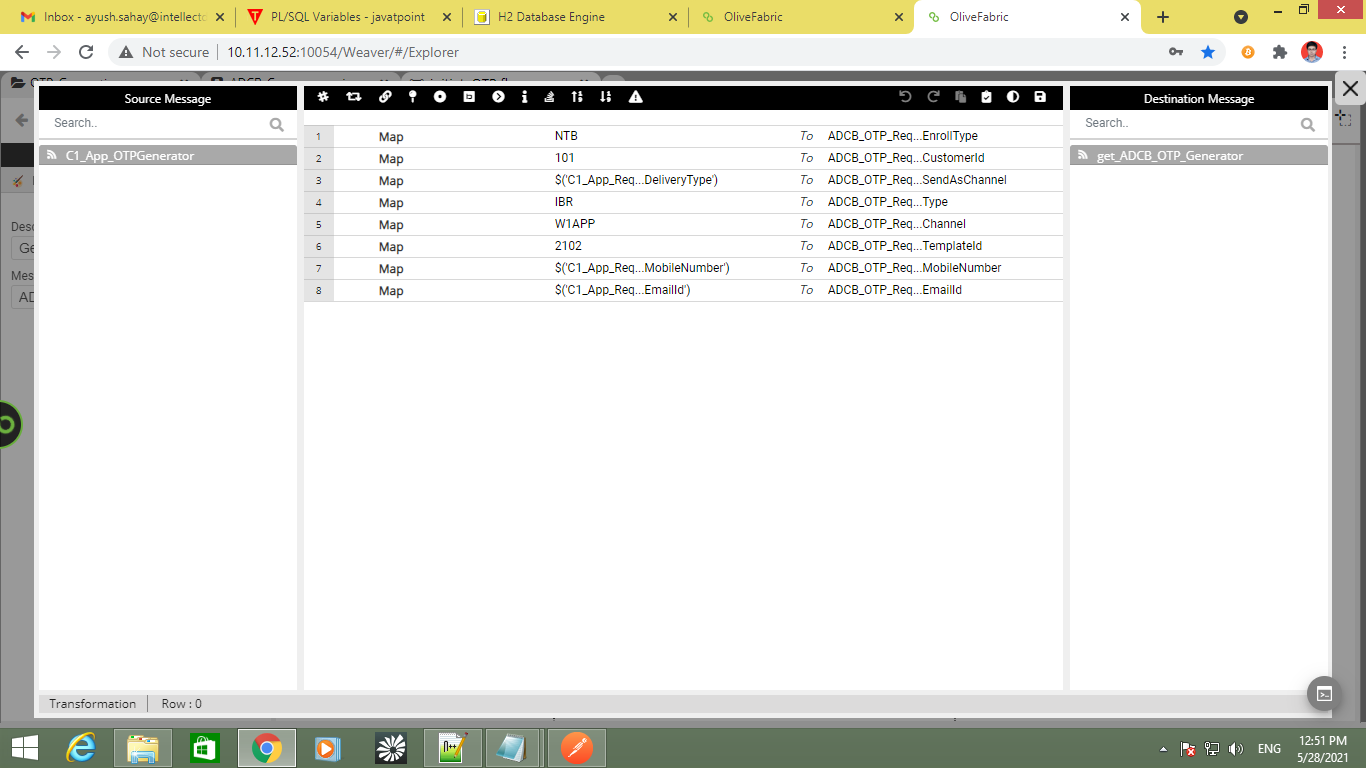 Inbox - ayush.sahay@intellect
PL/SQL Variables - javatpoint
H2 Database Engine
OliveFabric
OliveFabric
Not secure
10.11.12.52:10054/Weaver/#/Explorer
Source Message
Destination Message
Search..
Search..
C1_App_OTPGenerator
get_ADCB_OTP_Generator
1 Map NTB To ADCB_OTP_Req...EnrollType
2 Map 101 To ADCB_OTP_Req...CustomerId
3 Map $('C1_App_Req...DeliveryType') To ADCB_OTP_Req...SendAsChannel
4 Map IBR To ADCB_OTP_Req...Type
5 Map W1APP To ADCB_OTP_Req...Channel
6 Map 2102 To ADCB_OTP_Req...TemplateId
7 Map $('C1_App_Req...MobileNumber') To ADCB_OTP_Req...MobileNumber
8 Map $('C1_App_Req...EmailId') To ADCB_OTP_Req...EmailId
Desc
Ge
Mes
AD
Transformation Row : 0
ENG
12:51 PM
5/28/2021